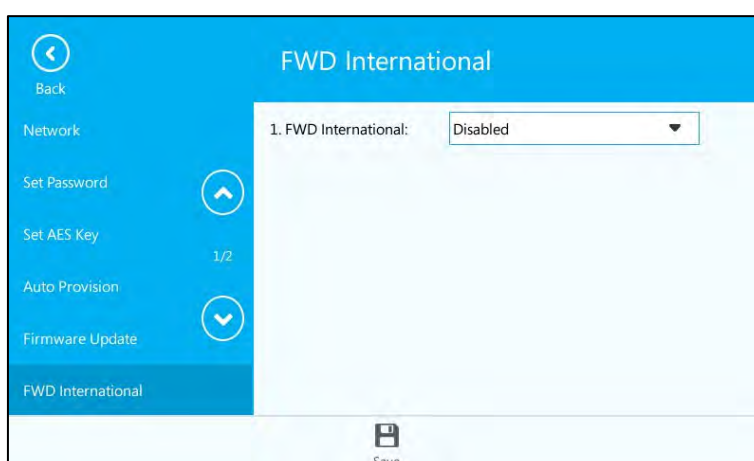 FWD International
Back
Network
1. FWD International: Disabled
Set Password
Set AES Key
1/2
Auto Provision
Firmware Update
FWD International
Save